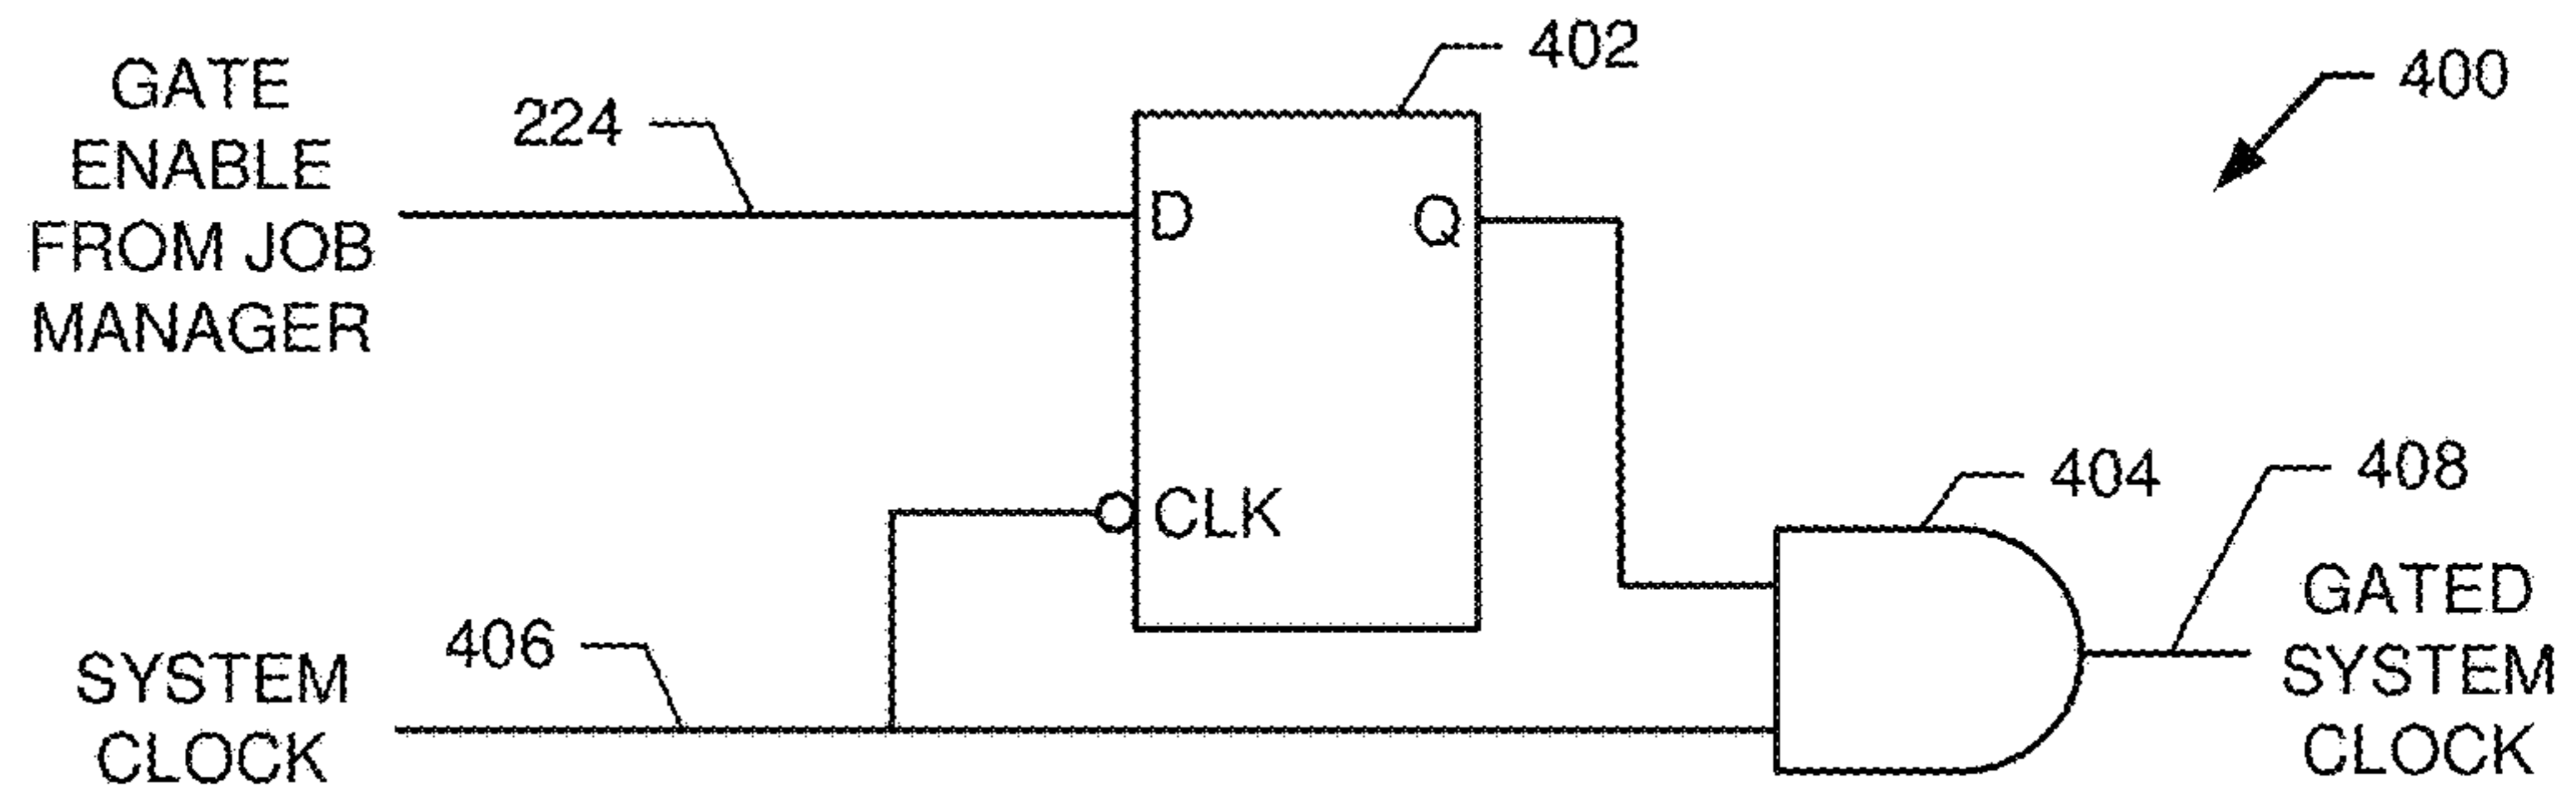 402
400
GATE
ENABLE
FROM JOB
MANAGER
224
D
Q
CLK
404
408
406
SYSTEM
CLOCK
GATED
SYSTEM
CLOCK